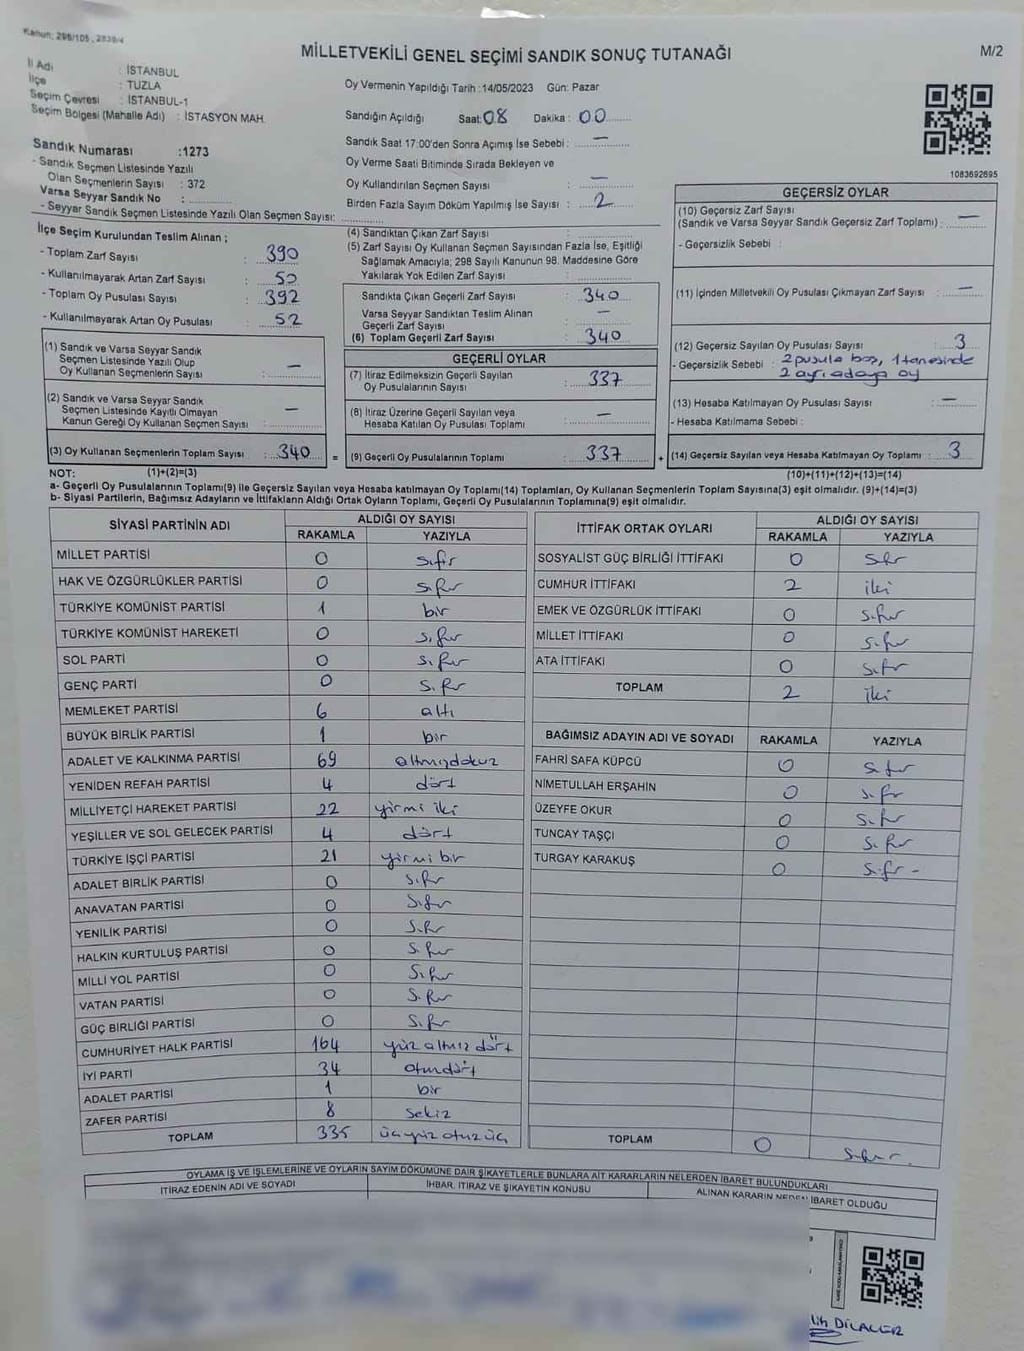 Kanun: 298/105, 2839/4
MİLLETVEKİLİ GENEL SEÇİMİ SANDIK SONUÇ TUTANAĞI
M/2
İl Adı : İSTANBUL
İlçe : TUZLA
Seçim Çevresi : İSTANBUL-1
Seçim Bölgesi (Mahalle Adı) : İSTASYON MAH.
Sandık Numarası :1273
- Sandık Seçmen Listesinde Yazılı
Olan Seçmenlerin Sayısı : 372
Varsa Seyyar Sandık No :
- Seyyar Sandık Seçmen Listesinde Yazılı Olan Seçmen Sayısı:
Oy Vermenin Yapıldığı Tarih :14/05/2023 Gün: Pazar
Sandığın Açıldığı Saat: 08 Dakika : 00
Sandık Saat 17:00'den Sonra Açımış İse Sebebi : —
Oy Verme Saati Bitiminde Sırada Bekleyen ve
Oy Kullandırılan Seçmen Sayısı : —
Birden Fazla Sayım Döküm Yapılmış İse Sayısı : 2
1083692695
İlçe Seçim Kurulundan Teslim Alınan ;
- Toplam Zarf Sayısı : 390
- Kullanılmayarak Artan Zarf Sayısı : 50
- Toplam Oy Pusulası Sayısı : 392
- Kullanılmayarak Artan Oy Pusulası : 52
(1) Sandık ve Varsa Seyyar Sandık
Seçmen Listesinde Yazılı Olup
Oy Kullanan Seçmenlerin Sayısı : —
(2) Sandık ve Varsa Seyyar Sandık
Seçmen Listesinde Kayıtlı Olmayan
Kanun Gereği Oy Kullanan Seçmen Sayısı : —
(3) Oy Kullanan Seçmenlerin Toplam Sayısı : 340 =
(4) Sandıktan Çıkan Zarf Sayısı :
(5) Zarf Sayısı Oy Kullanan Seçmen Sayısından Fazla İse, Eşitliği
Sağlamak Amacıyla; 298 Sayılı Kanunun 98. Maddesine Göre
Yakılarak Yok Edilen Zarf Sayısı :
Sandıkta Çıkan Geçerli Zarf Sayısı : 340
Varsa Seyyar Sandıktan Teslim Alınan
Geçerli Zarf Sayısı : —
(6) Toplam Geçerli Zarf Sayısı : 340
GEÇERLİ OYLAR
(7) İtiraz Edilmeksizin Geçerli Sayılan
Oy Pusulalarının Sayısı : 337
(8) İtiraz Üzerine Geçerli Sayılan veya
Hesaba Katılan Oy Pusulası Toplamı : —
(9) Geçerli Oy Pusulalarının Toplamı : 337 +
GEÇERSİZ OYLAR
(10) Geçersiz Zarf Sayısı
(Sandık ve Varsa Seyyar Sandık Geçersiz Zarf Toplamı) : —
- Geçersizlik Sebebi :
(11) İçinden Milletvekili Oy Pusulası Çıkmayan Zarf Sayısı : —
(12) Geçersiz Sayılan Oy Pusulası Sayısı : 3
- Geçersizlik Sebebi : 2 pusula boş, 1 tanesinde
2 ayrı adaya oy
(13) Hesaba Katılmayan Oy Pusulası Sayısı : —
- Hesaba Katılmama Sebebi :
(14) Geçersiz Sayılan veya Hesaba Katılmayan Oy Toplamı : 3
NOT: (1)+(2)=(3) (10)+(11)+(12)+(13)=(14)
a- Geçerli Oy Pusulalarının Toplamı(9) İle Geçersiz Sayılan veya Hesaba katılmayan Oy Toplamı(14) Toplamları, Oy Kullanan Seçmenlerin Toplam Sayısına(3) eşit olmalıdır. (9)+(14)=(3)
b- Siyasi Partilerin, Bağımsız Adayların ve İttifakların Aldığı Ortak Oyların Toplamı, Geçerli Oy Pusulalarının Toplamına(9) eşit olmalıdır.
SİYASİ PARTİNİN ADI ALDIĞI OY SAYISI
RAKAMLA YAZIYLA
MİLLET PARTİSİ 0 sıfır
HAK VE ÖZGÜRLÜKLER PARTİSİ 0 sıfır
TÜRKİYE KOMÜNİST PARTİSİ 1 bir
TÜRKİYE KOMÜNİST HAREKETİ 0 sıfır
SOL PARTİ 0 sıfır
GENÇ PARTİ 0 sıfır
MEMLEKET PARTİSİ 6 altı
BÜYÜK BİRLİK PARTİSİ 1 bir
ADALET VE KALKINMA PARTİSİ 69 altmışdokuz
YENİDEN REFAH PARTİSİ 4 dört
MİLLİYETÇİ HAREKET PARTİSİ 22 yirmi iki
YEŞİLLER VE SOL GELECEK PARTİSİ 4 dört
TÜRKİYE İŞÇİ PARTİSİ 21 yirmi bir
ADALET BİRLİK PARTİSİ 0 sıfır
ANAVATAN PARTİSİ 0 sıfır
YENİLİK PARTİSİ 0 sıfır
HALKIN KURTULUŞ PARTİSİ 0 sıfır
MİLLİ YOL PARTİSİ 0 sıfır
VATAN PARTİSİ 0 sıfır
GÜÇ BİRLİĞİ PARTİSİ 0 sıfır
CUMHURİYET HALK PARTİSİ 164 yüz altmış dört
İYİ PARTİ 34 otuzdört
ADALET PARTİSİ 1 bir
ZAFER PARTİSİ 8 sekiz
TOPLAM 335 üçyüz otuz üç
İTTİFAK ORTAK OYLARI ALDIĞI OY SAYISI
RAKAMLA YAZIYLA
SOSYALİST GÜÇ BİRLİĞİ İTTİFAKI 0 sıfır
CUMHUR İTTİFAKI 2 iki
EMEK VE ÖZGÜRLÜK İTTİFAKI 0 sıfır
MİLLET İTTİFAKI 0 sıfır
ATA İTTİFAKI 0 sıfır
TOPLAM 2 iki
BAĞIMSIZ ADAYIN ADI VE SOYADI RAKAMLA YAZIYLA
FAHRİ SAFA KÜPCÜ 0 sıfır
NİMETULLAH ERŞAHİN 0 sıfır
ÜZEYFE OKUR 0 sıfır
TUNCAY TAŞÇI 0 sıfır
TURGAY KARAKUŞ 0 sıfır -
TOPLAM 0 sıfır.
OYLAMA İŞ VE İŞLEMLERİNE VE OYLARIN SAYIM DÖKÜMÜNE DAİR ŞİKAYETLERLE BUNLARA AİT KARARLARIN NELERDEN İBARET BULUNDUKLARI
İTİRAZ EDENİN ADI VE SOYADI İHBAR, İTİRAZ VE ŞİKAYETİN KONUSU ALINAN KARARIN NEDEN İBARET OLDUĞU
DİLALER